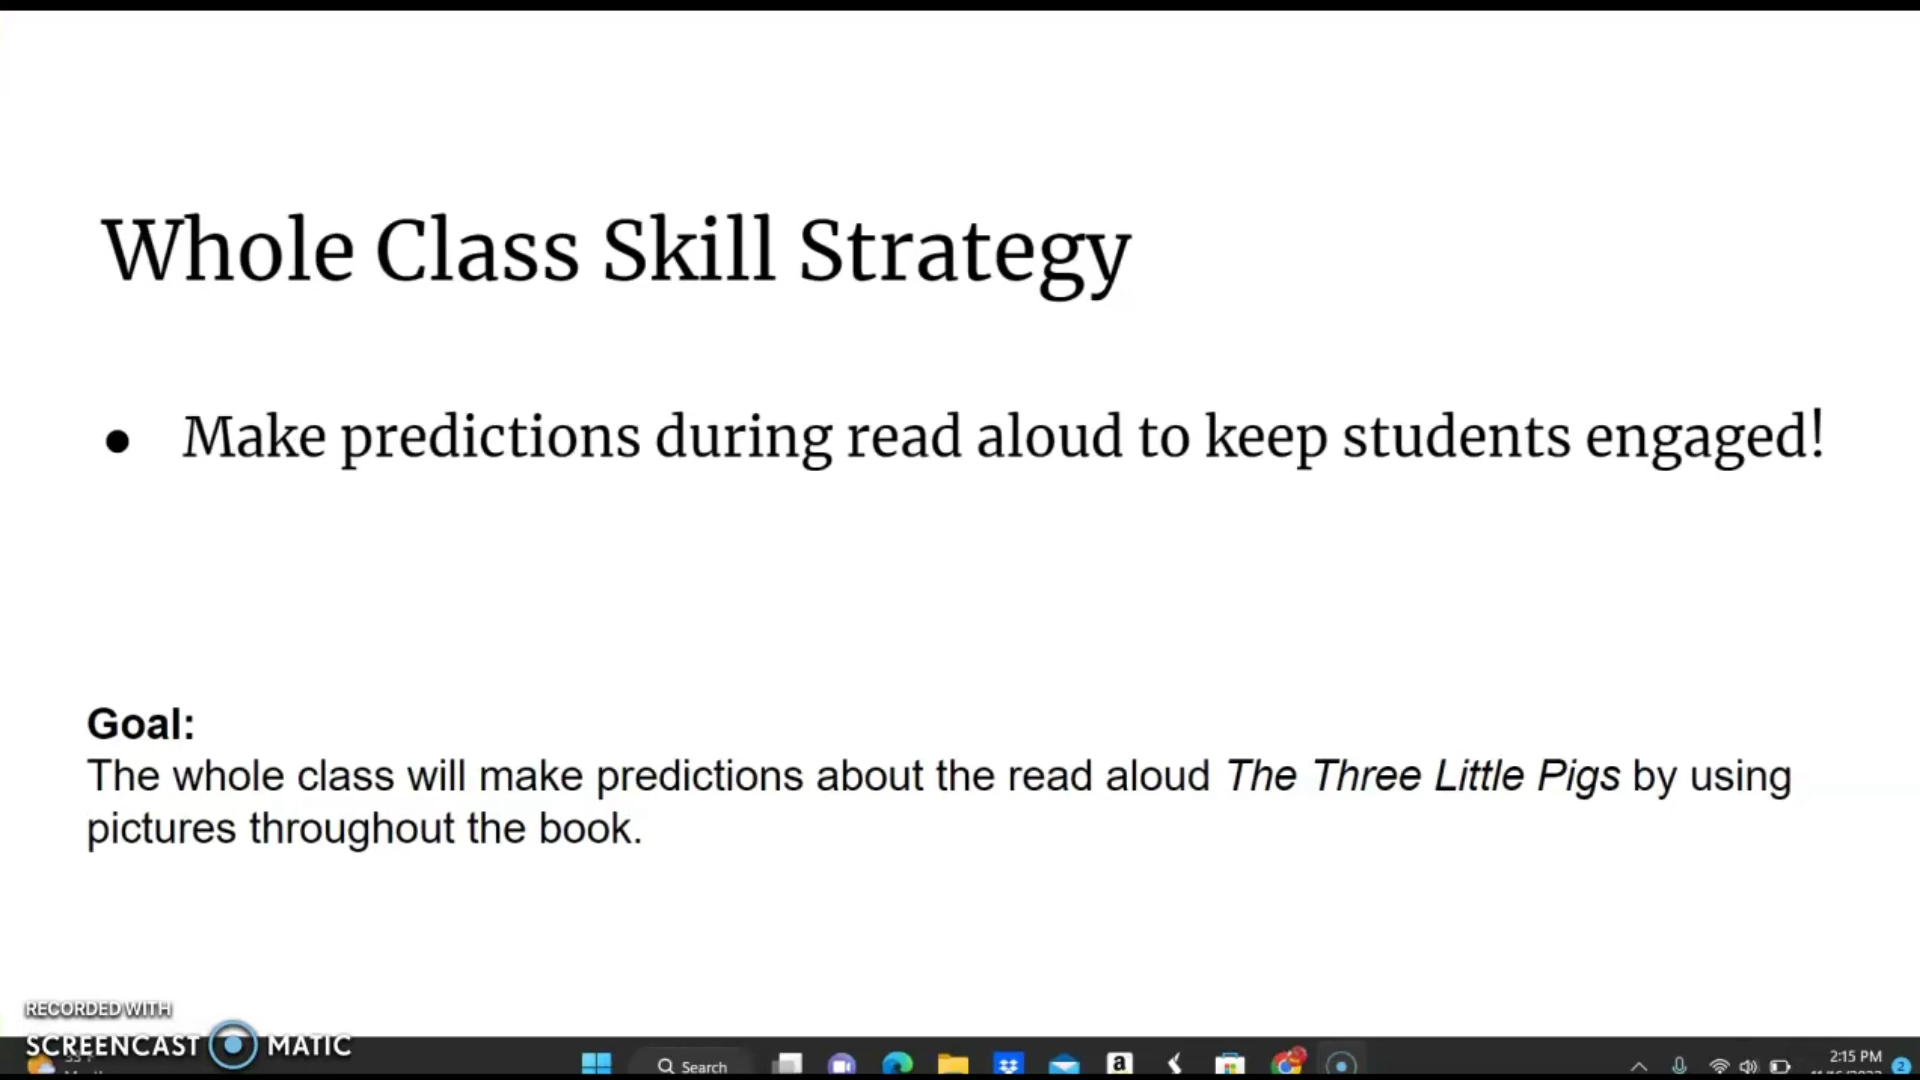 Whole Class Skill Strategy
● Make predictions during read aloud to keep students engaged!
Goal:
The whole class will make predictions about the read aloud The Three Little Pigs by using
pictures throughout the book.
RECORDED WITH
SCREENCAST MATIC
Search
a
2:15 PM
2